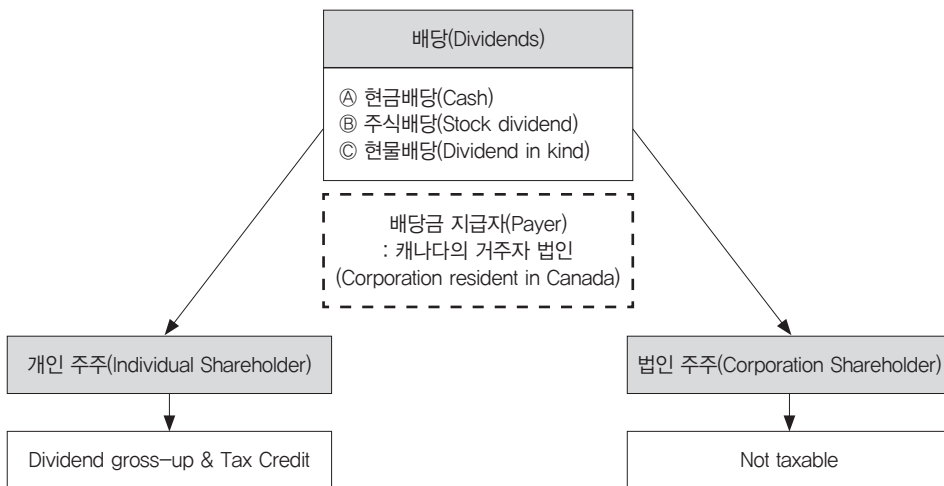 배당(Dividends)
Ⓐ 현금배당(Cash)
Ⓑ 주식배당(Stock dividend)
Ⓒ 현물배당(Dividend in kind)
배당금 지급자(Payer)
: 캐나다의 거주자 법인
(Corporation resident in Canada)
개인 주주(Individual Shareholder)
법인 주주(Corporation Shareholder)
Dividend gross-up & Tax Credit
Not taxable